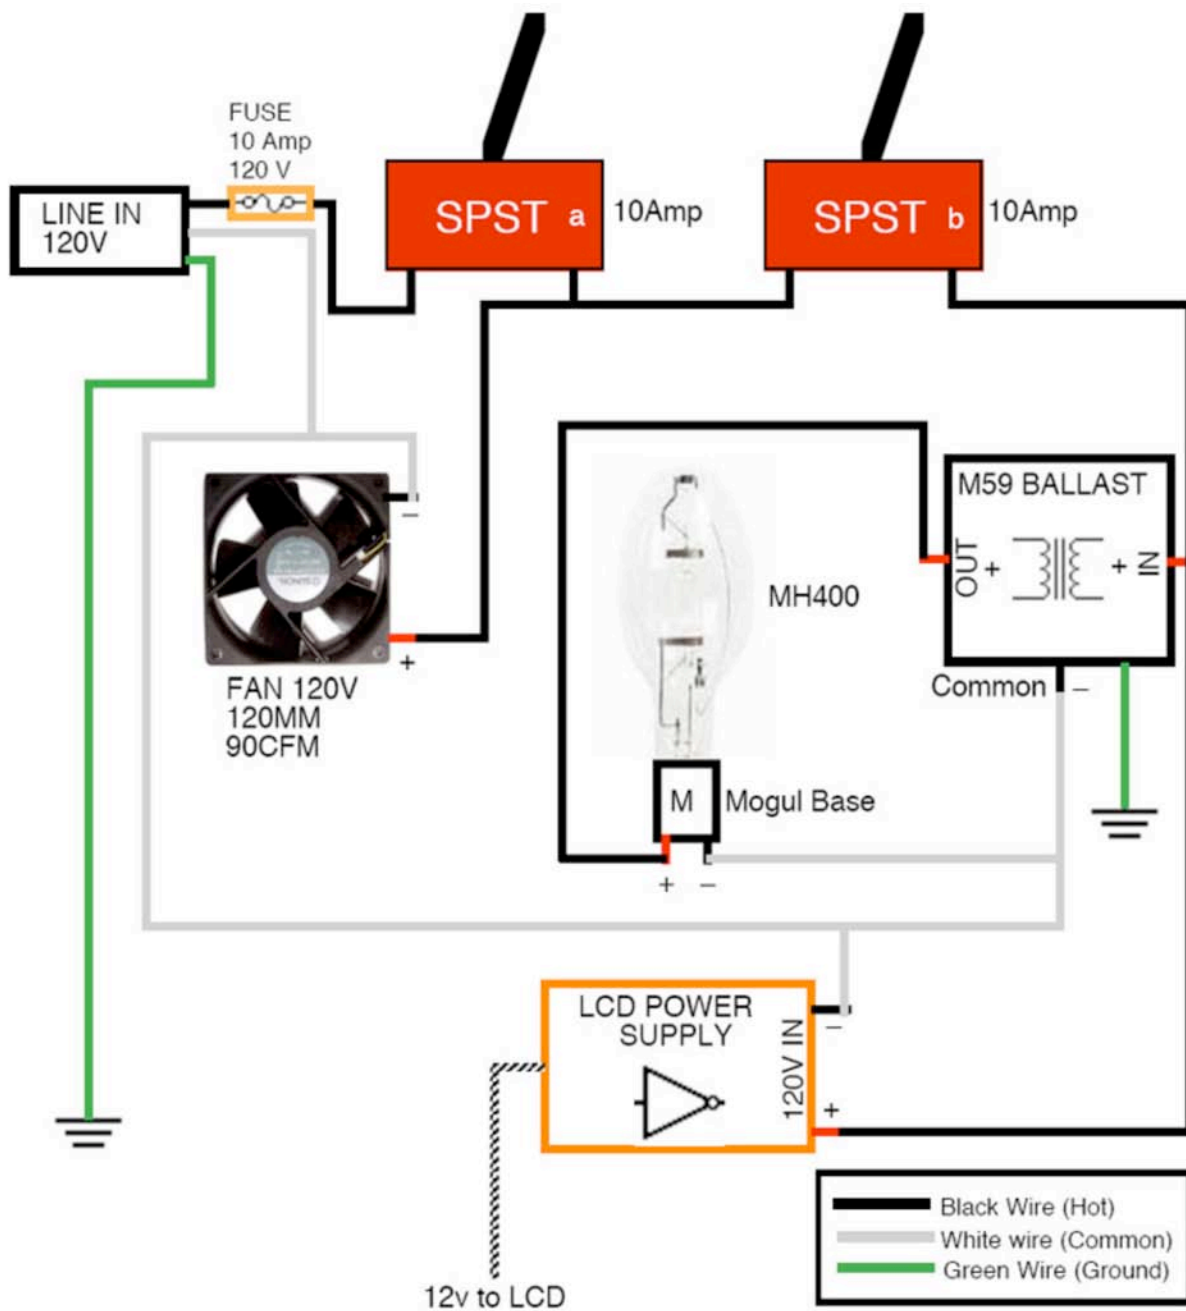 FUSE
10 Amp
120 V
LINE IN
120V
SPST a
10Amp
SPST b
10Amp
M59 BALLAST
OUT
+
+
IN
–
+
FAN 120V
120MM
90CFM
MH400
Common
–
M
Mogul Base
+
–
LCD POWER
SUPPLY
120V IN
–
+
12v to LCD
Black Wire (Hot)
White wire (Common)
Green Wire (Ground)